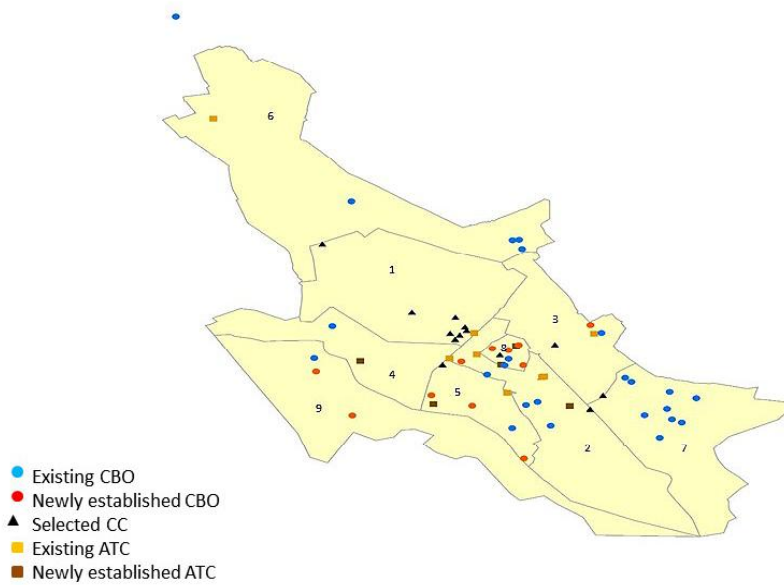 6
1
3
8
4
5
9
2
7
Existing CBO
Newly established CBO
Selected CC
Existing ATC
Newly established ATC